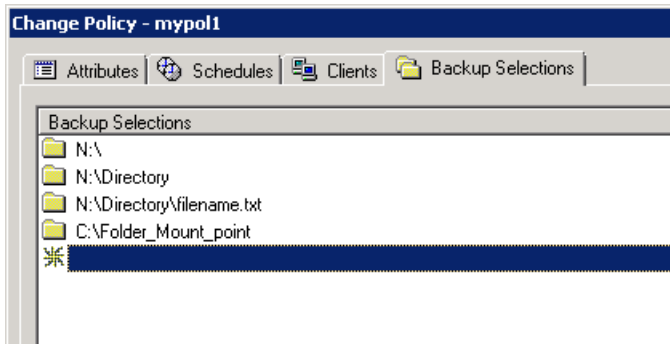 Change Policy - mypol1
Attributes Schedules Clients Backup Selections
Backup Selections
N:\
N:\Directory
N:\Directory\filename.txt
C:\Folder_Mount_point